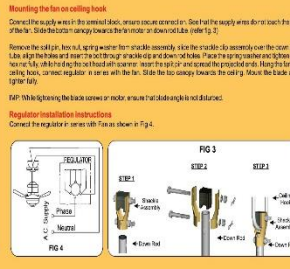 Mounting the fan on ceiling hook
Connect the supply wires in the terminal block, ensure secure connection. See that the supply wires do not touch the
of the fan. Slide the bottom canopy towards the fan motor on down rod tube. (refer fig. 3)
Remove the split pin, hex nut, spring washer from shackle assembly. slice the shackle clip assembly over the down
tube, align the holes and insert the bolt through shackle clip and down rod holes. Place the spring washer and tighten
hex nut fully, while holding the bolt head with spanner. Insert the split pin and spread the projected ends. Hang the fan
ceiling hook, connect regulator in series with the fan. Slide the top canopy towards the ceiling. Mount the blade
tighter fully.
IMP. While tightening the blade screws on motor, ensure that blade angle is not disturbed.
Regulator installation instructions
Connect the regulator in series with Fan as shown in Fig 4.
REGULATOR
Phase
Neutral
A.C. Supply
FIG 4
FIG 3
STEP 1
STEP 2
STEP 3
Shackle
Assembly
Down Rod
Down Rod
Hook